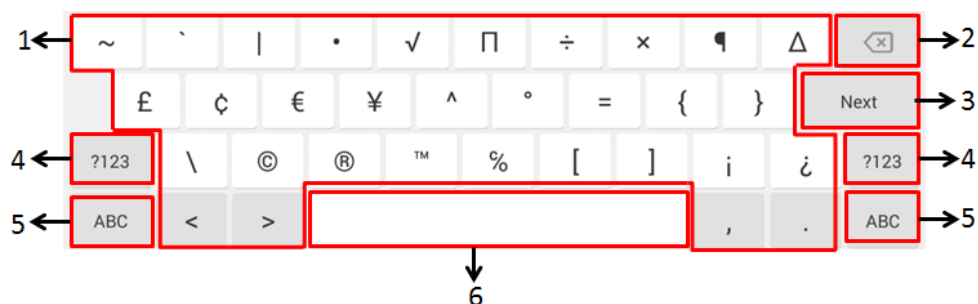 1 ~ ` | • √ Π ÷ × ¶ Δ 2
£ ¢ € ¥ ^ ° = { } Next 3
4 ?123 \ © ® ™ ℅ [ ] ¡ ¿ ?123 4
5 ABC < > , . ABC 5
6